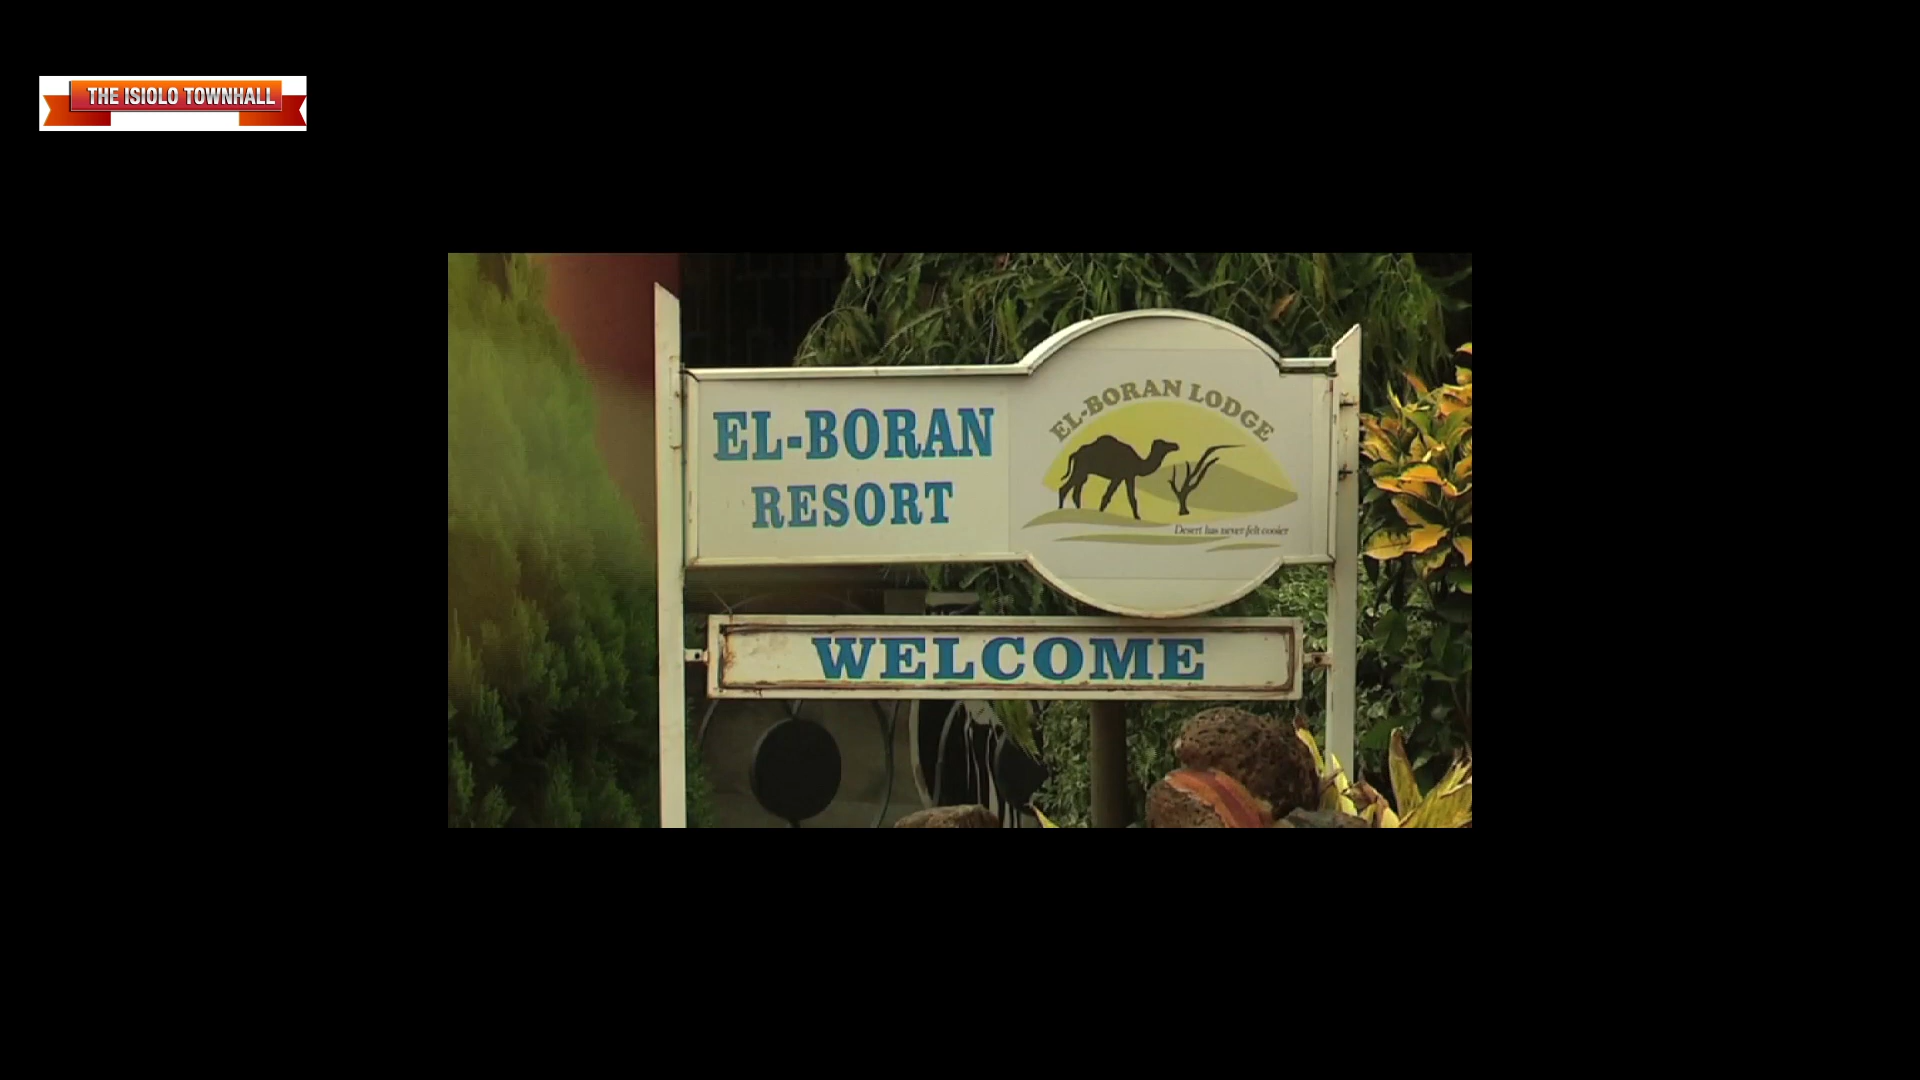 THE ISIOLO TOWNHALL
EL-BORAN
RESORT
EL-BORAN LODGE
Desert has never felt cooler
WELCOME